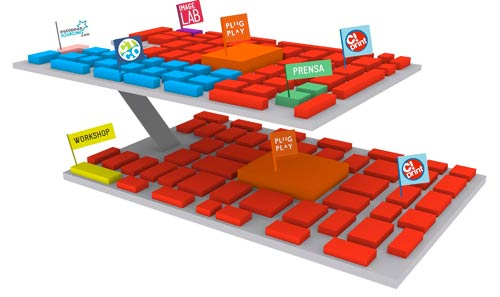 IMAGE
LAB
PLUG
PLAY
C!
print
PRENSA
WORKSHOP
PLUG
PLAY
C!
print